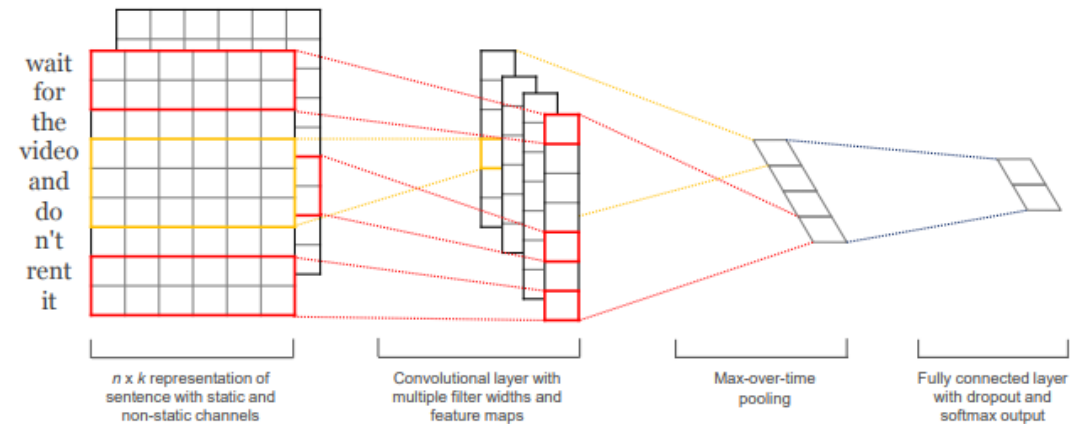 wait
for
the
video
and
do
n't
rent
it
n x k representation of
sentence with static and
non-static channels
Convolutional layer with
multiple filter widths and
feature maps
Max-over-time
pooling
Fully connected layer
with dropout and
softmax output